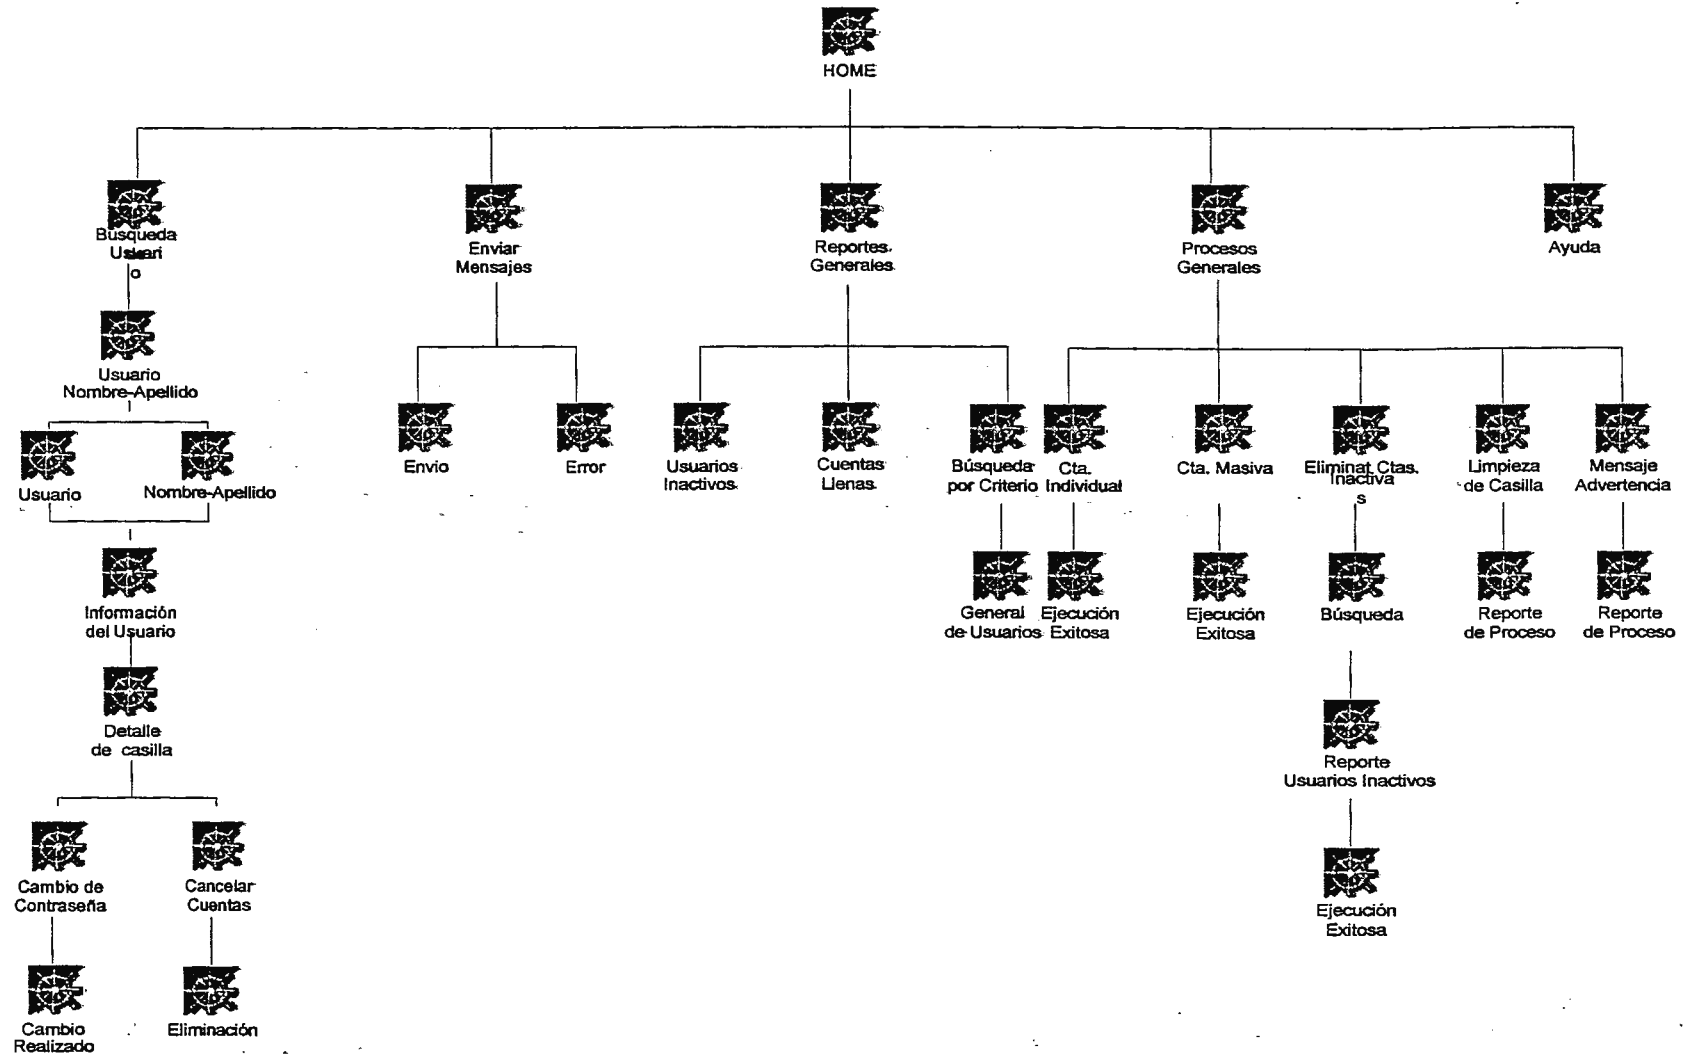 HOME
Búsqueda
Usuari
o
Enviar
Mensajes
Reportes
Generales
Procesos
Generales
Ayuda
Usuario
Nombre-Apellido
Usuario
Nombre-Apellido
Envio
Error
Usuarios
Inactivos
Cuentas
Llenas
Búsqueda
por Criterio
Cta.
Individual
Cta. Masiva
Eliminat Ctas.
Inactiva
s
Limpieza
de Casilla
Mensaje
Advertencia
Información
del Usuario
General
de Usuarios
Ejecución
Exitosa
Ejecución
Exitosa
Búsqueda
Reporte
de Proceso
Reporte
de Proceso
Detalle
de casilla
Reporte
Usuarios Inactivos
Cambio de
Contraseña
Cancelar
Cuentas
Ejecución
Exitosa
Cambio
Realizado
Eliminación